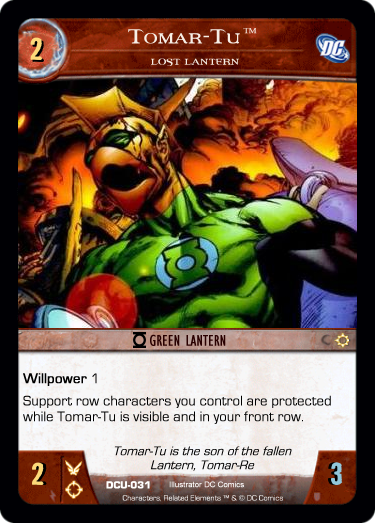 2
TOMAR-TU™
DC
LOST LANTERN
GREEN LANTERN
Willpower 1
Support row characters you control are protected
while Tomar-Tu is visible and in your front row.
Tomar-Tu is the son of the fallen
Lantern, Tomar-Re
2
3
DCU-031 Illustrator DC Comics
Characters, Related Elements ™ & © DC Comics